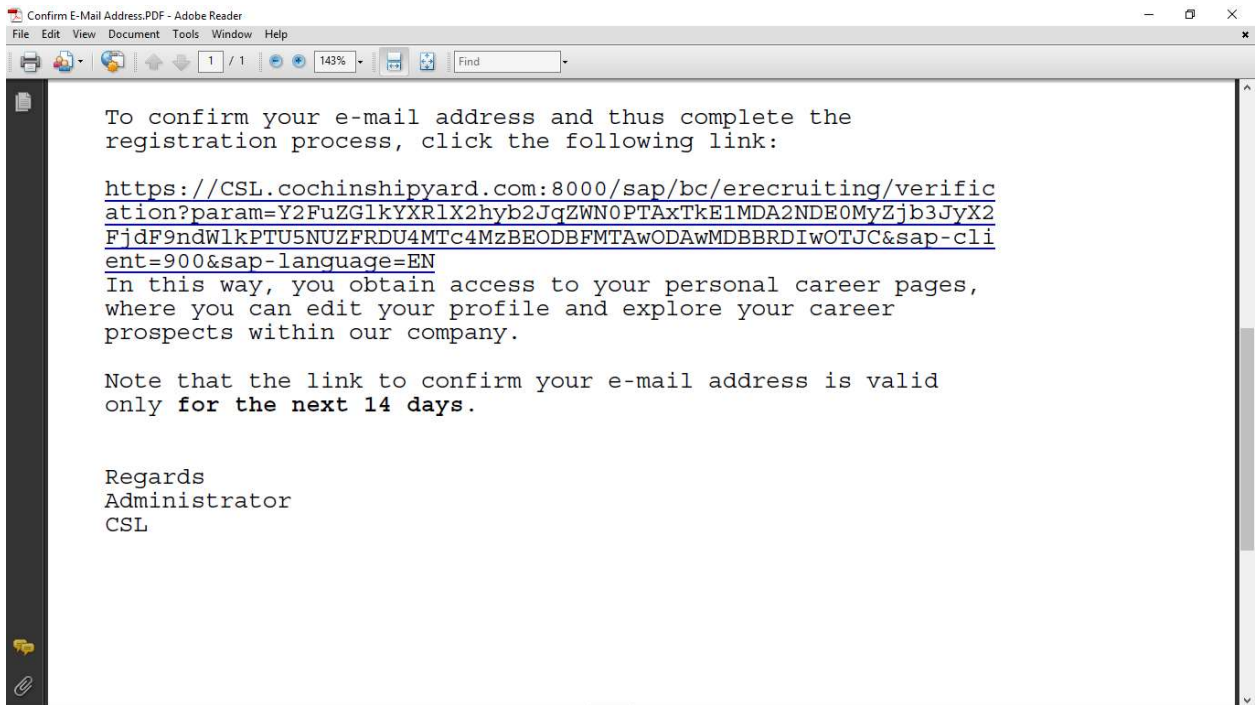 Confirm E-Mail Address.PDF - Adobe Reader
File Edit View Document Tools Window Help
1 / 1 143% Find
To confirm your e-mail address and thus complete the
registration process, click the following link:
https://CSL.cochinshipyard.com:8000/sap/bc/erecruiting/verific
ation?param=Y2FuZGlkYXRlX2hyb2JqZWN0PTAxTkE1MDA2NDE0MyZjb3JyX2
FjdF9ndWlkPTU5NUZFRDU4MTc4MzBEODBFMTAwODAwMDBBRDIwOTJC&sap-cli
ent=900&sap-language=EN
In this way, you obtain access to your personal career pages,
where you can edit your profile and explore your career
prospects within our company.
Note that the link to confirm your e-mail address is valid
only for the next 14 days.
Regards
Administrator
CSL